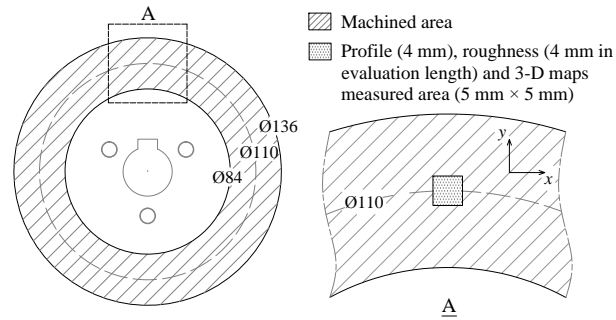 A
Machined area
Profile (4 mm), roughness (4 mm in
evaluation length) and 3-D maps
measured area (5 mm × 5 mm)
Ø136
Ø110
Ø84
y
x
Ø110
A